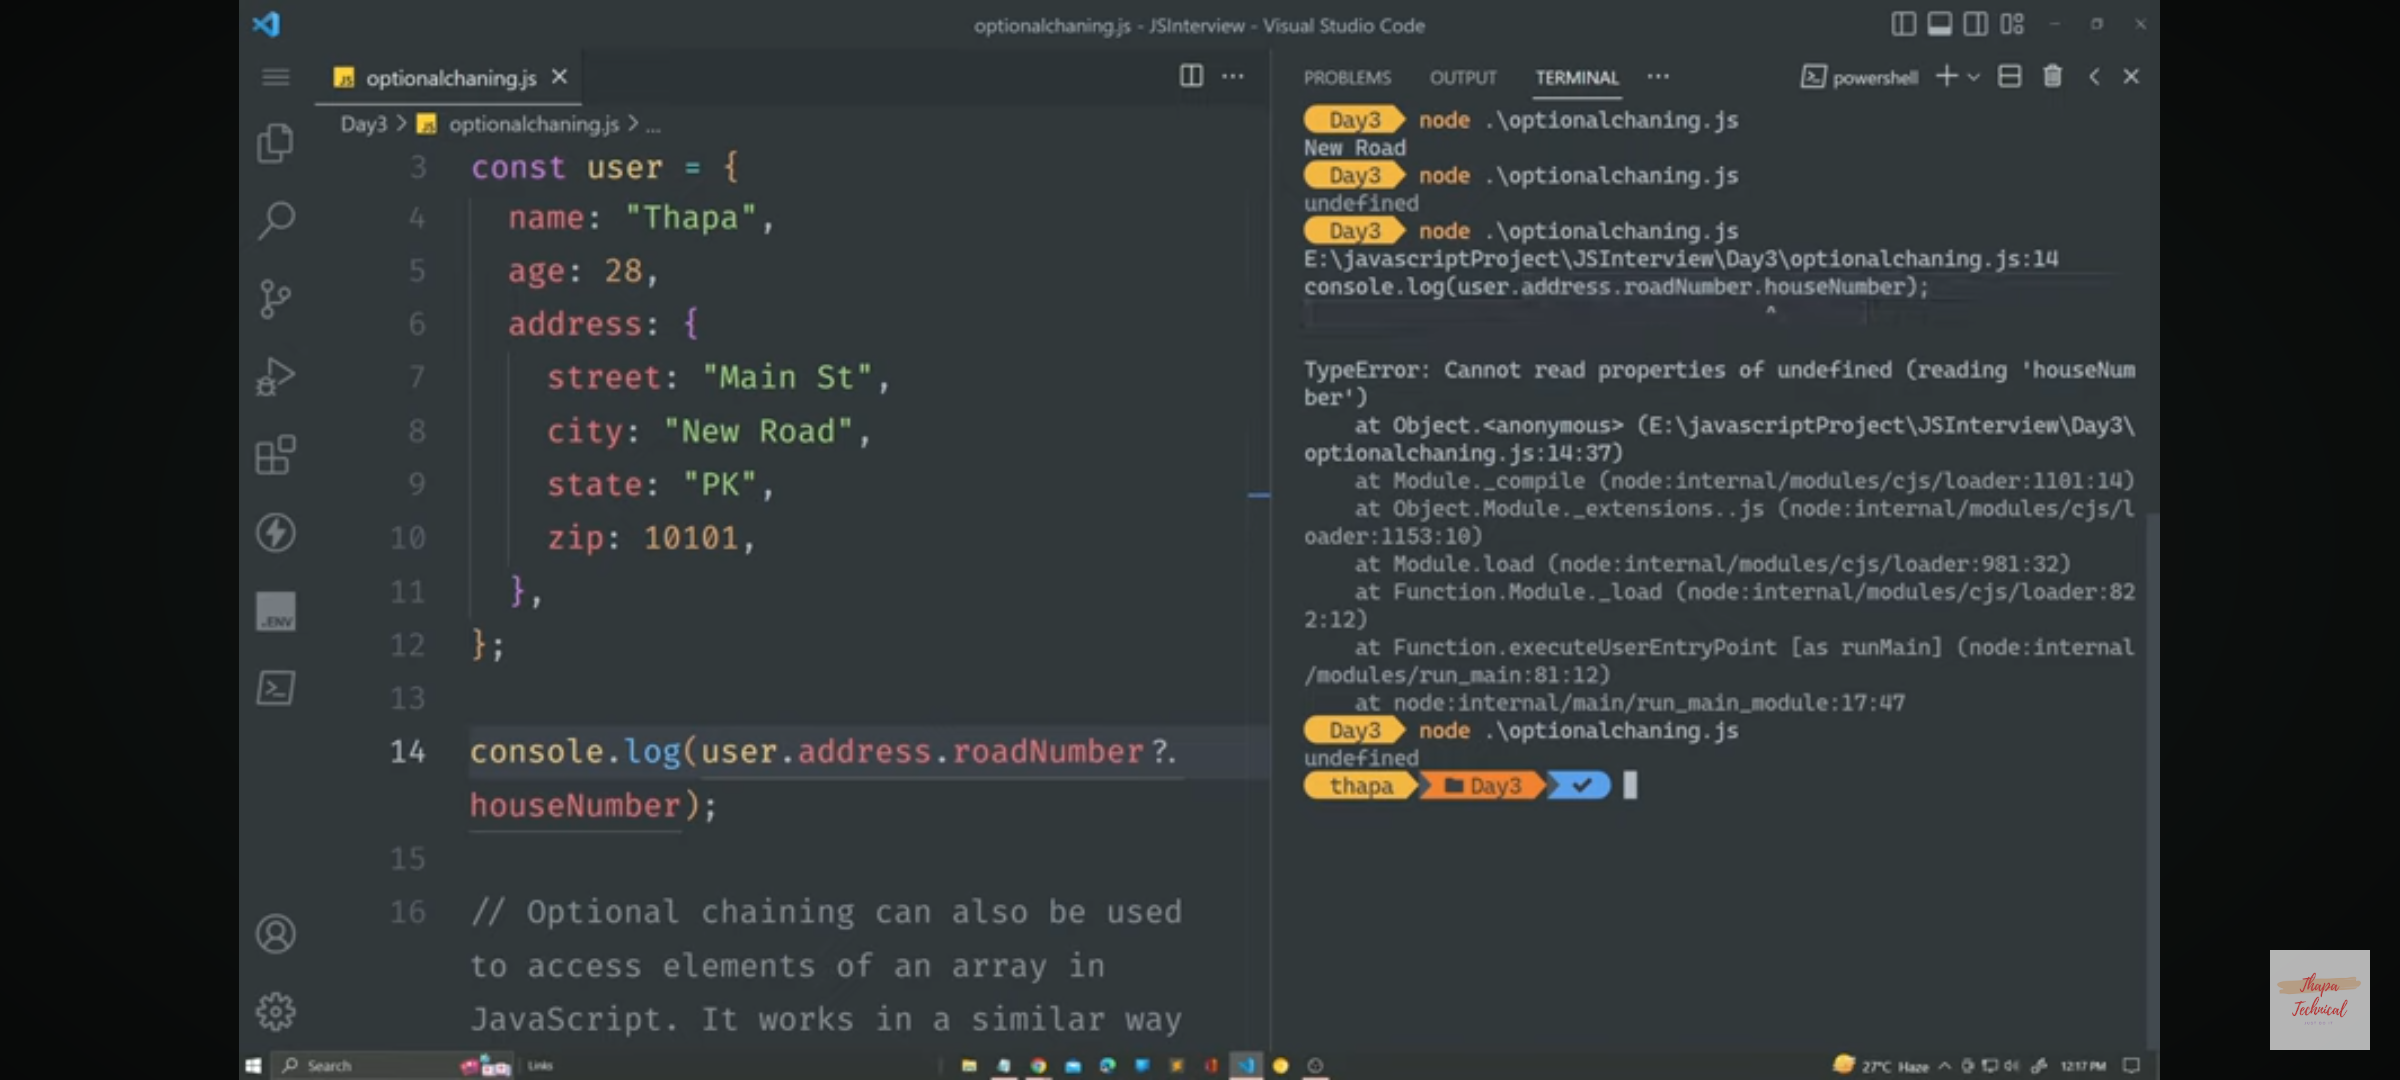 optionalchaning.js - JSInterview - Visual Studio Code
optionalchaning.js
Day3 > optionalchaning.js > ...
3 const user = {
4 name: "Thapa",
5 age: 28,
6 address: {
7 street: "Main St",
8 city: "New Road",
9 state: "PK",
10 zip: 10101,
11 },
12 };
13
14 console.log(user.address.roadNumber?.
houseNumber);
15
16 // Optional chaining can also be used
to access elements of an array in
JavaScript. It works in a similar way
.ENV
PROBLEMS OUTPUT TERMINAL ... powershell
Day3 node .\optionalchaning.js
New Road
Day3 node .\optionalchaning.js
undefined
Day3 node .\optionalchaning.js
E:\javascriptProject\JSInterview\Day3\optionalchaning.js:14
console.log(user.address.roadNumber.houseNumber);
^
TypeError: Cannot read properties of undefined (reading 'houseNum
ber')
at Object.<anonymous> (E:\javascriptProject\JSInterview\Day3\
optionalchaning.js:14:37)
at Module._compile (node:internal/modules/cjs/loader:1101:14)
at Object.Module._extensions..js (node:internal/modules/cjs/l
oader:1153:10)
at Module.load (node:internal/modules/cjs/loader:981:32)
at Function.Module._load (node:internal/modules/cjs/loader:82
2:12)
at Function.executeUserEntryPoint [as runMain] (node:internal
/modules/run_main:81:12)
at node:internal/main/run_main_module:17:47
Day3 node .\optionalchaning.js
undefined
thapa Day3
Thapa
Technical
Search
Links
27°C Haze
12:17 PM